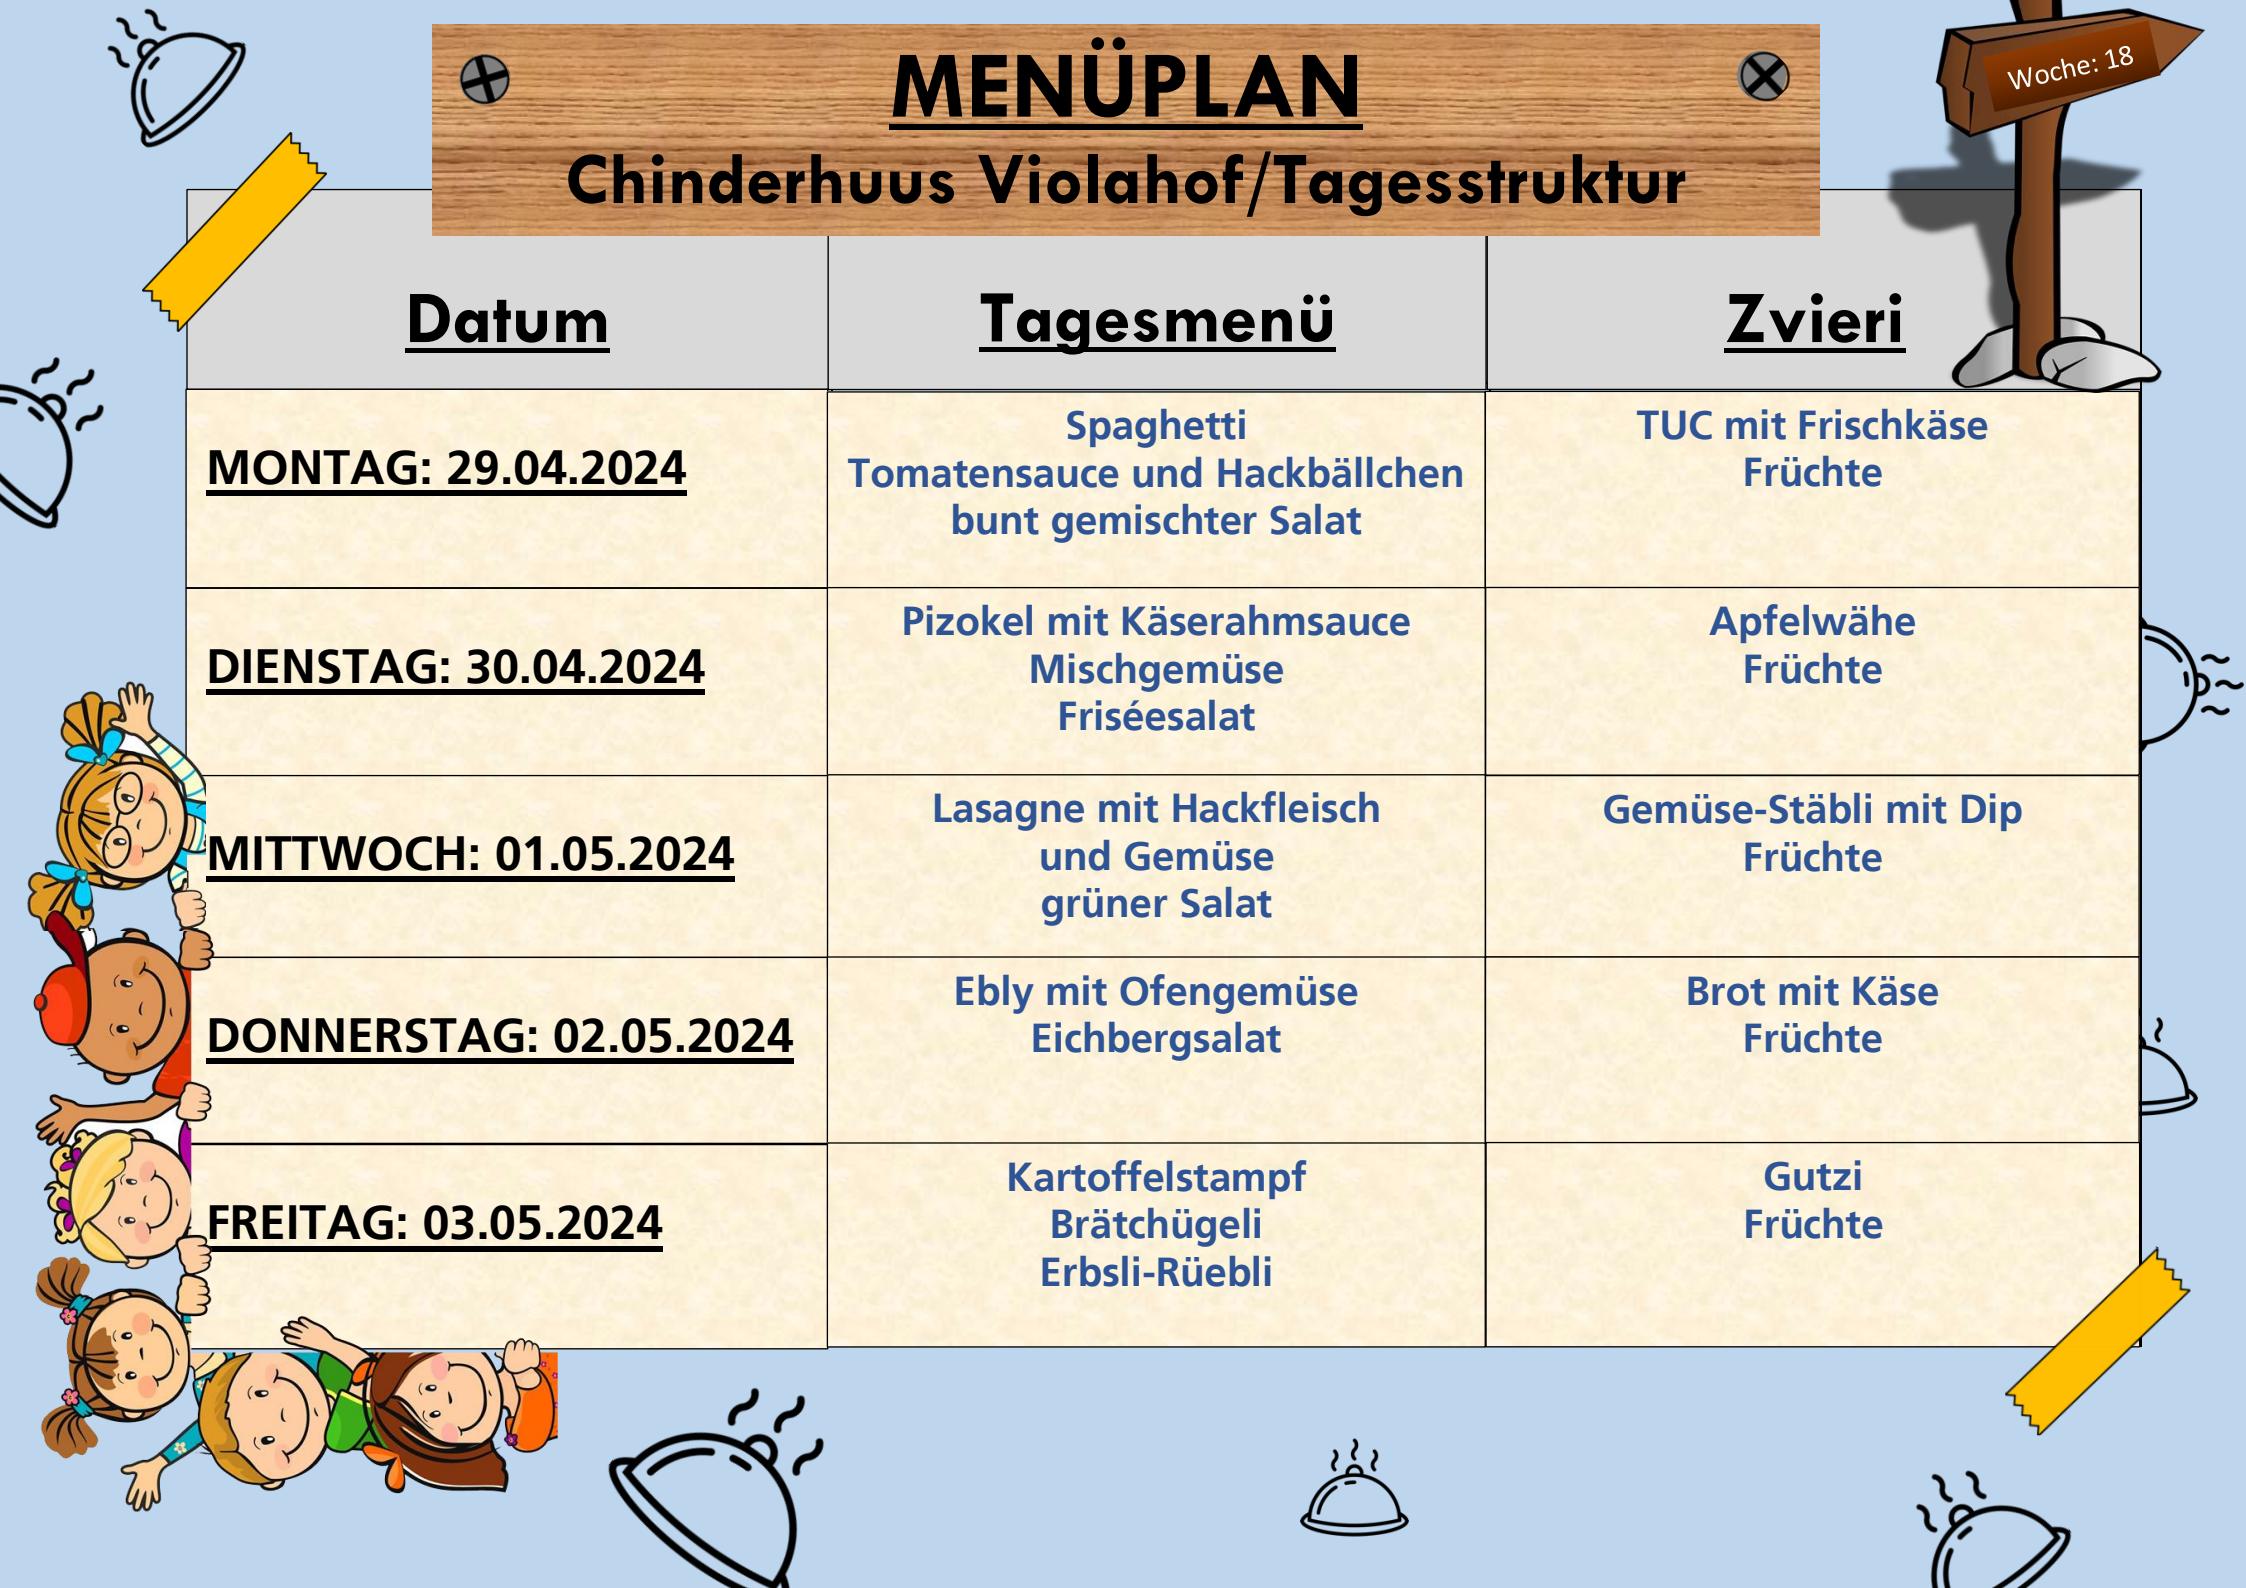 MENÜPLAN
Chinderhuus Violahof/Tagesstruktur
Woche: 18
Datum
Tagesmenü
Zvieri
MONTAG: 29.04.2024
Spaghetti
Tomatensauce und Hackbällchen
bunt gemischter Salat
TUC mit Frischkäse
Früchte
DIENSTAG: 30.04.2024
Pizokel mit Käserahmsauce
Mischgemüse
Friséesalat
Apfelwähe
Früchte
MITTWOCH: 01.05.2024
Lasagne mit Hackfleisch
und Gemüse
grüner Salat
Gemüse-Stäbli mit Dip
Früchte
DONNERSTAG: 02.05.2024
Ebly mit Ofengemüse
Eichbergsalat
Brot mit Käse
Früchte
FREITAG: 03.05.2024
Kartoffelstampf
Brätchügeli
Erbsli-Rüebli
Gutzi
Früchte